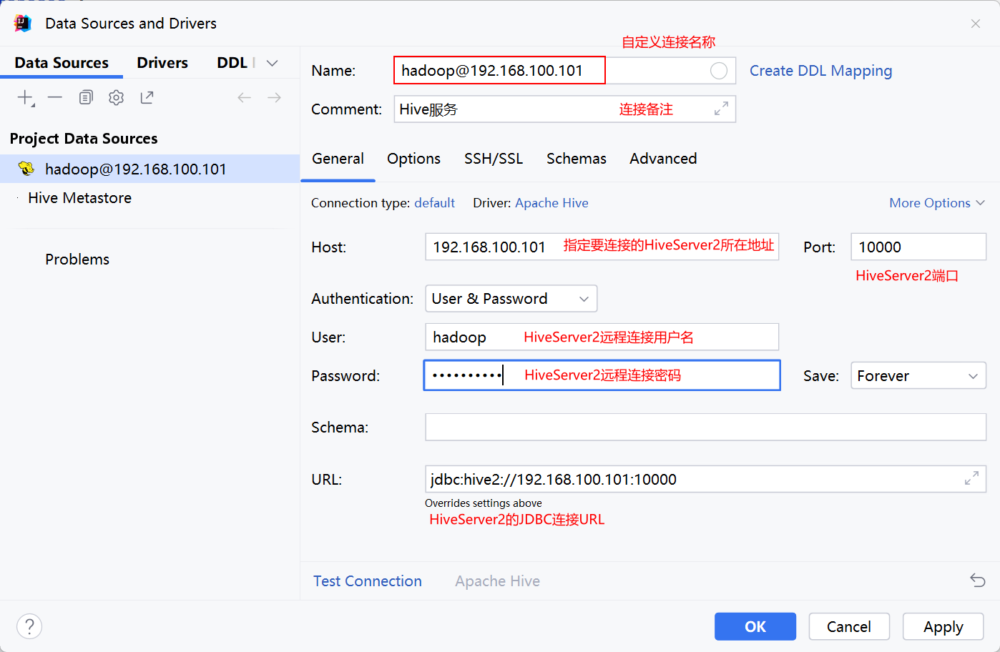 Data Sources and Drivers
Data Sources Drivers DDL
自定义连接名称
Name: hadoop@192.168.100.101 Create DDL Mapping
Comment: Hive服务 连接备注
Project Data Sources
hadoop@192.168.100.101
Hive Metastore
Problems
General Options SSH/SSL Schemas Advanced
Connection type: default Driver: Apache Hive More Options
Host: 192.168.100.101 指定要连接的HiveServer2所在地址 Port: 10000
HiveServer2端口
Authentication: User & Password
User: hadoop HiveServer2远程连接用户名
Password: •••••••••• HiveServer2远程连接密码 Save: Forever
Schema:
URL: jdbc:hive2://192.168.100.101:10000
Overrides settings above
HiveServer2的JDBC连接URL
Test Connection Apache Hive
? OK Cancel Apply